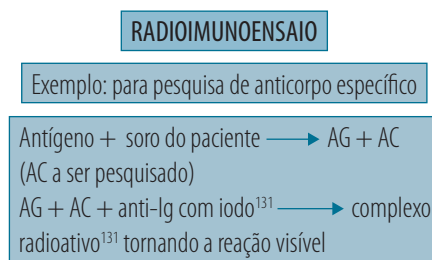 RADIOIMUNOENSAIO
Exemplo: para pesquisa de anticorpo específico
Antígeno + soro do paciente ⟶ AG + AC
(AC a ser pesquisado)
AG + AC + anti-Ig com iodo¹³¹ ⟶ complexo
radioativo¹³¹ tornando a reação visível